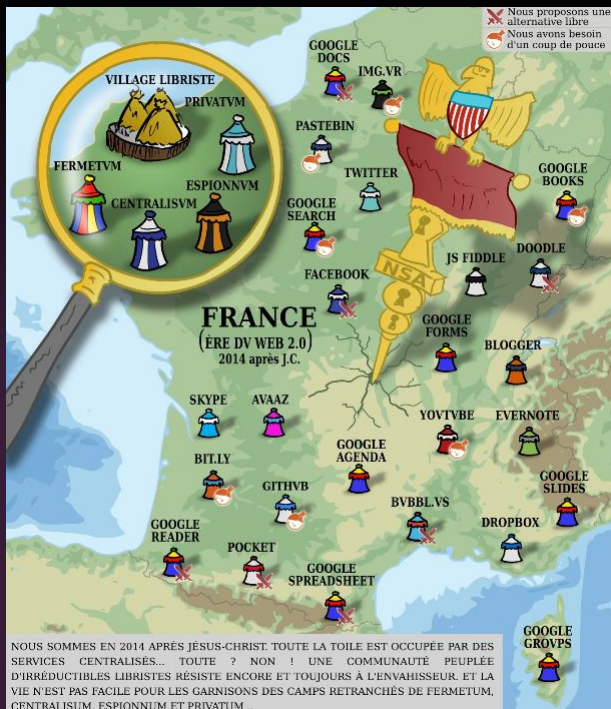 Nous proposons une
alternative libre
Nous avons besoin
d'un coup de pouce
GOOGLE
DOCS
IMG.VR
VILLAGE LIBRISTE
PRIVATVM
PASTEBIN
FERMETVM
TWITTER
GOOGLE
BOOKS
ESPIONNVM
CENTRALISVM
GOOGLE
SEARCH
DOODLE
JS FIDDLE
FACEBOOK
NSA
FRANCE
(ÈRE DV WEB 2.0)
2014 après J.C.
GOOGLE
FORMS
BLOGGER
SKYPE
AVAAZ
YOVTVBE
EVERNOTE
GOOGLE
AGENDA
BIT.LY
GITHVB
GOOGLE
SLIDES
BVBBL.VS
DROPBOX
GOOGLE
READER
POCKET
GOOGLE
SPREADSHEET
GOOGLE
GROVPS
NOUS SOMMES EN 2014 APRÈS JÉSUS-CHRIST. TOUTE LA TOILE EST OCCUPÉE PAR DES
SERVICES CENTRALISÉS... TOUTE ? NON ! UNE COMMUNAUTÉ PEUPLÉE
D'IRRÉDUCTIBLES LIBRISTES RÉSISTE ENCORE ET TOUJOURS À L'ENVAHISSEUR. ET LA
VIE N'EST PAS FACILE POUR LES GARNISONS DES CAMPS RETRANCHÉS DE FERMETUM,
CENTRALISUM, ESPIONNUM ET PRIVATUM...